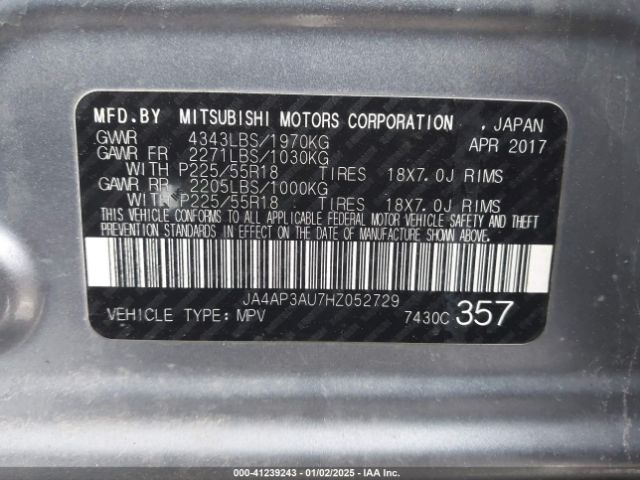 MFD.BY MITSUBISHI MOTORS CORPORATION , JAPAN
GVWR 4343LBS/1970KG APR 2017
GAWR FR 2271LBS/1030KG
WITH P225/55R18 TIRES 18X7.0J RIMS
GAWR RR 2205LBS/1000KG
WITH P225/55R18 TIRES 18X7.0J RIMS
THIS VEHICLE CONFORMS TO ALL APPLICABLE FEDERAL MOTOR VEHICLE SAFETY AND THEFT
PREVENTION STANDARDS IN EFFECT ON THE DATE OF MANUFACTURE SHOWN ABOVE.
JA4AP3AU7HZ052729
VEHICLE TYPE: MPV 7430C 357
0-41239243 - 01/02/2025 - IAA Inc.